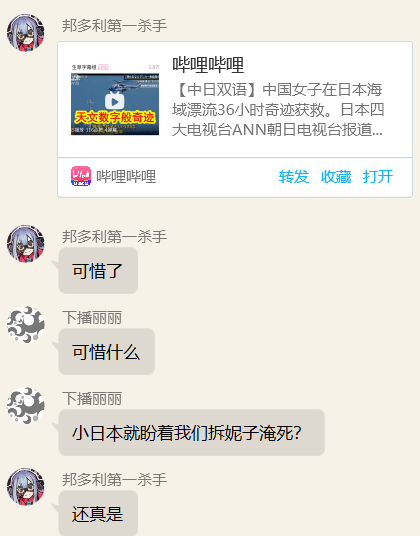 邦多利第一杀手
生草字幕组
哔哩哔哩
【中日双语】中国女子在日本海
域漂流36小时奇迹获救。日本四
大电视台ANN朝日电视台报道...
天文数字般奇迹
哔哩哔哩
转发 收藏 打开
邦多利第一杀手
可惜了
下播丽丽
可惜什么
下播丽丽
小日本就盼着我们拆妮子淹死?
邦多利第一杀手
还真是